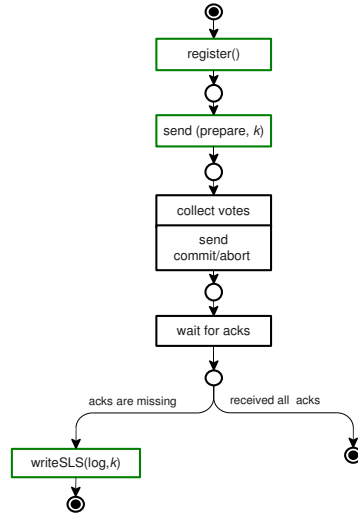 register()
send (prepare, k)
collect votes
send
commit/abort
wait for acks
acks are missing
received all acks
writeSLS(log,k)